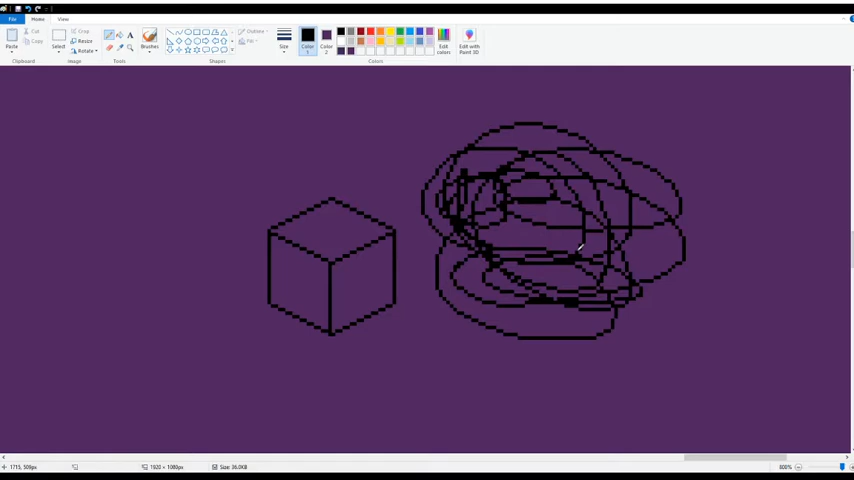 File Home View
Cut
Copy
Paste
Clipboard
Select
Crop
Resize
Rotate
Image
Tools
Brushes
Shapes
Outline
Fill
Size
Color
1
Color
2
Colors
Edit
colors
Edit with
Paint 3D
1715, 509px
1920 × 1080px
Size: 36.0KB
800%